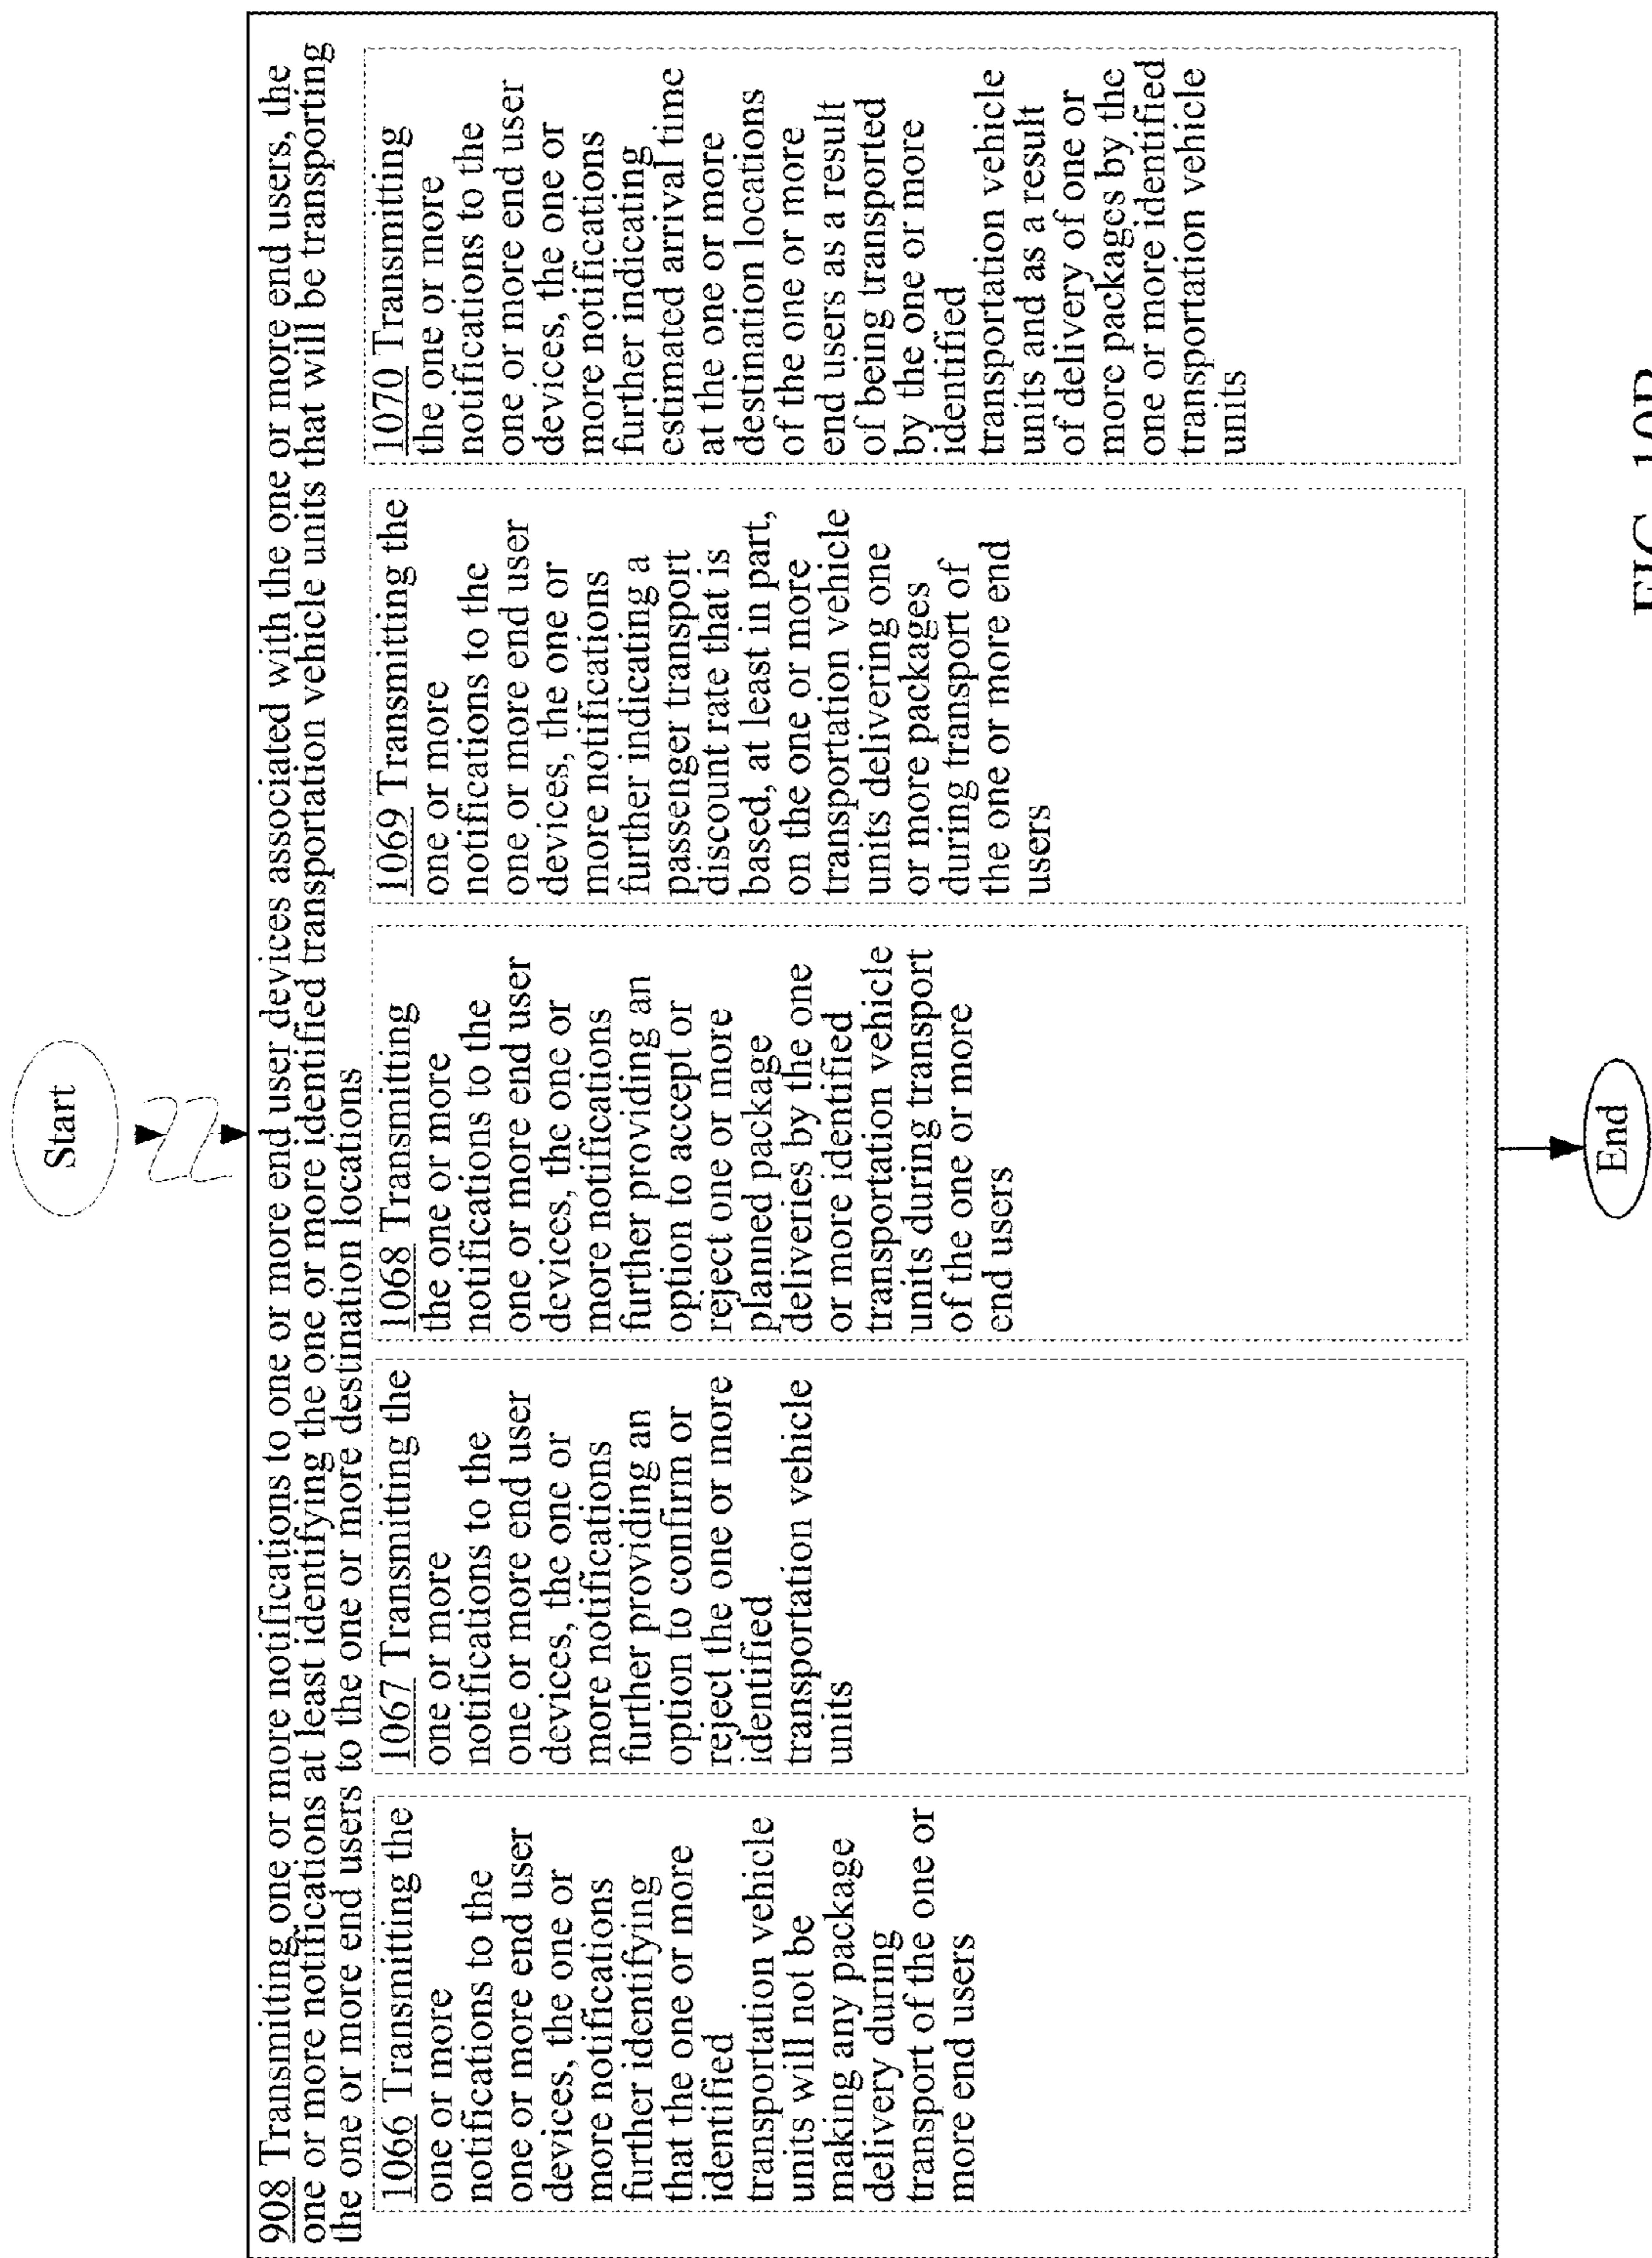 Start
908 Transmitting one or more notifications to one or more end user devices associated with the one or more end users, the
one or more notifications at least identifying the one or more identified transportation vehicle units that will be transporting
the one or more end users to the one or more destination locations
1066 Transmitting the
one or more
notifications to the
one or more end user
devices, the one or
more notifications
further identifying
that the one or more
identified
transportation vehicle
units will not be
making any package
delivery during
transport of the one or
more end users
1067 Transmitting the
one or more
notifications to the
one or more end user
devices, the one or
more notifications
further providing an
option to confirm or
reject the one or more
identified
transportation vehicle
units
1068 Transmitting
the one or more
notifications to the
one or more end user
devices, the one or
more notifications
further providing an
option to accept or
reject one or more
planned package
deliveries by the one
or more identified
transportation vehicle
units during transport
of the one or more
end users
1069 Transmitting the
one or more
notifications to the
one or more end user
devices, the one or
more notifications
further indicating a
passenger transport
discount rate that is
based, at least in part,
on the one or more
transportation vehicle
units delivering one
or more packages
during transport of
the one or more end
users
1070 Transmitting
the one or more
notifications to the
one or more end user
devices, the one or
more notifications
further indicating
estimated arrival time
at the one or more
destination locations
of the one or more
end users as a result
of being transported
by the one or more
identified
transportation vehicle
units and as a result
of delivery of one or
more packages by the
one or more identified
transportation vehicle
units
End
FIG.